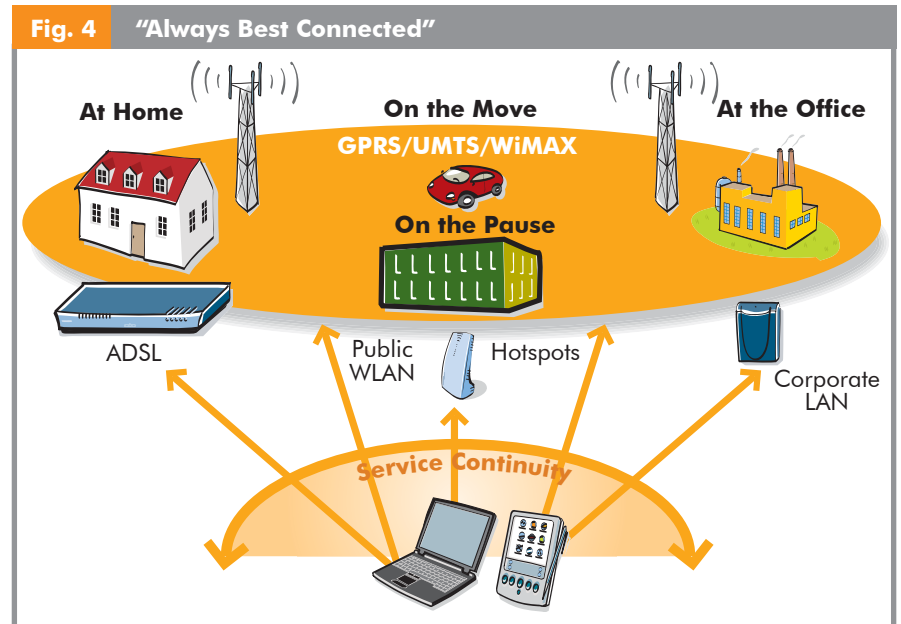 Fig. 4 “Always Best Connected”
At Home
On the Move
At the Office
GPRS/UMTS/WiMAX
On the Pause
ADSL
Public
WLAN
Hotspots
Corporate
LAN
Service Continuity